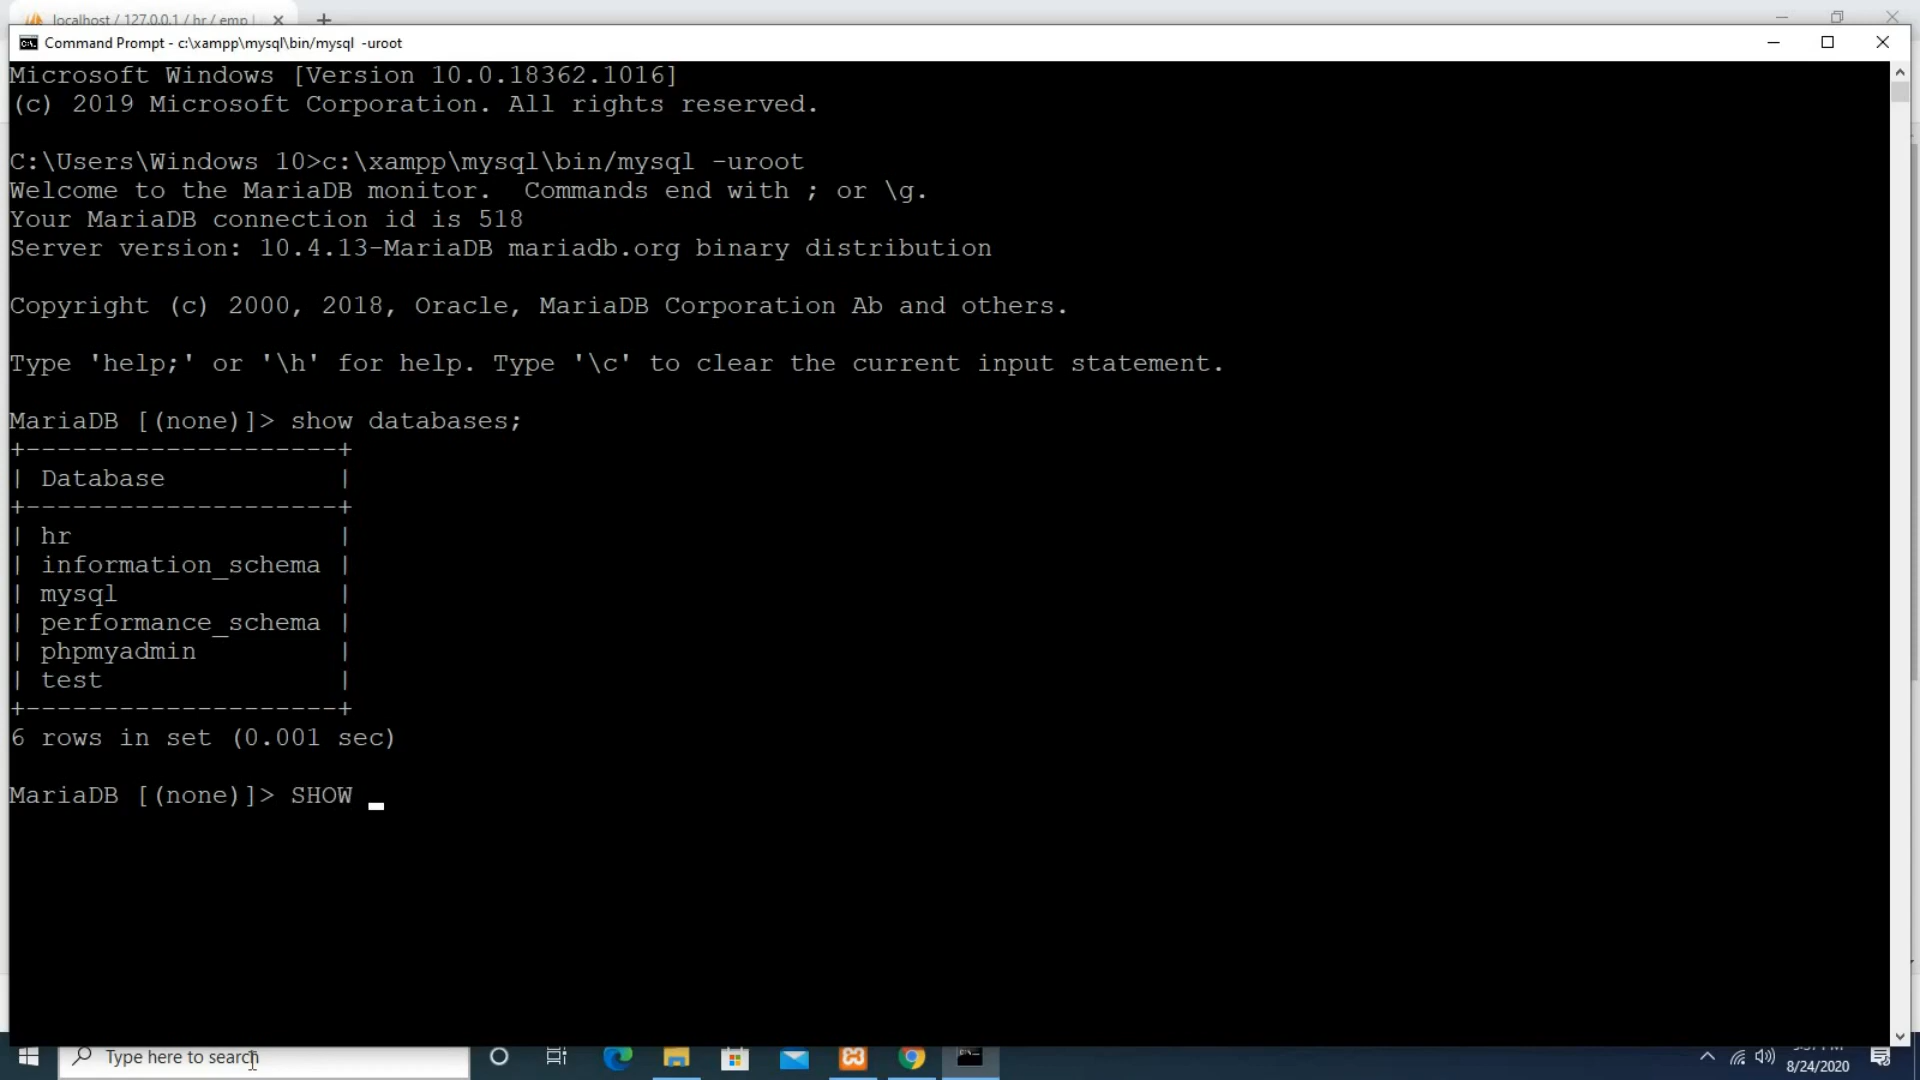 localhost / 127.0.0.1 / hr / emp
Command Prompt - c:\xampp\mysql\bin/mysql  -uroot
Microsoft Windows [Version 10.0.18362.1016]
(c) 2019 Microsoft Corporation. All rights reserved.
C:\Users\Windows 10>c:\xampp\mysql\bin/mysql -uroot
Welcome to the MariaDB monitor.  Commands end with ; or \g.
Your MariaDB connection id is 518
Server version: 10.4.13-MariaDB mariadb.org binary distribution
Copyright (c) 2000, 2018, Oracle, MariaDB Corporation Ab and others.
Type 'help;' or '\h' for help. Type '\c' to clear the current input statement.
MariaDB [(none)]> show databases;
+--------------------+
| Database           |
+--------------------+
| hr                 |
| information_schema |
| mysql              |
| performance_schema |
| phpmyadmin         |
| test               |
+--------------------+
6 rows in set (0.001 sec)
MariaDB [(none)]> SHOW _
Type here to search
8/24/2020